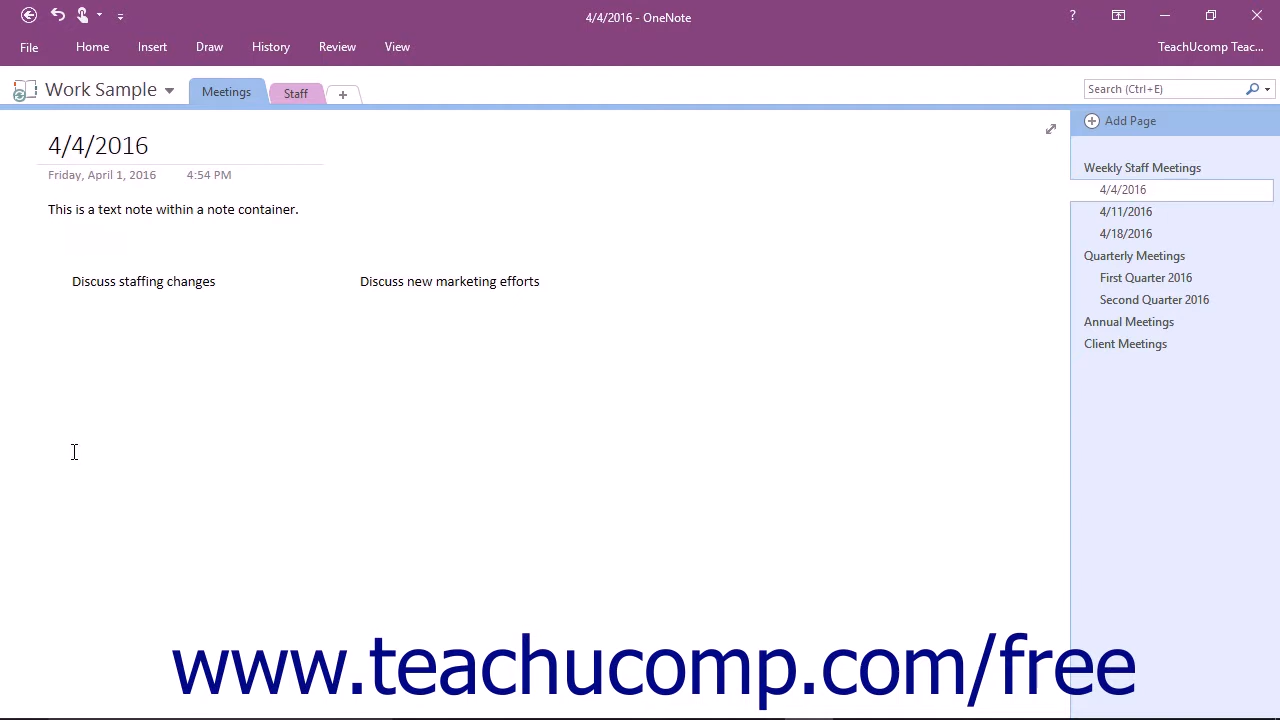 4/4/2016 - OneNote
?
File Home Insert Draw History Review View TeachUcomp Teac...
Work Sample Meetings Staff + Search (Ctrl+E)
Add Page
4/4/2016
Friday, April 1, 2016 4:54 PM
This is a text note within a note container.
Discuss staffing changes Discuss new marketing efforts
Weekly Staff Meetings
4/4/2016
4/11/2016
4/18/2016
Quarterly Meetings
First Quarter 2016
Second Quarter 2016
Annual Meetings
Client Meetings
www.teachucomp.com/free